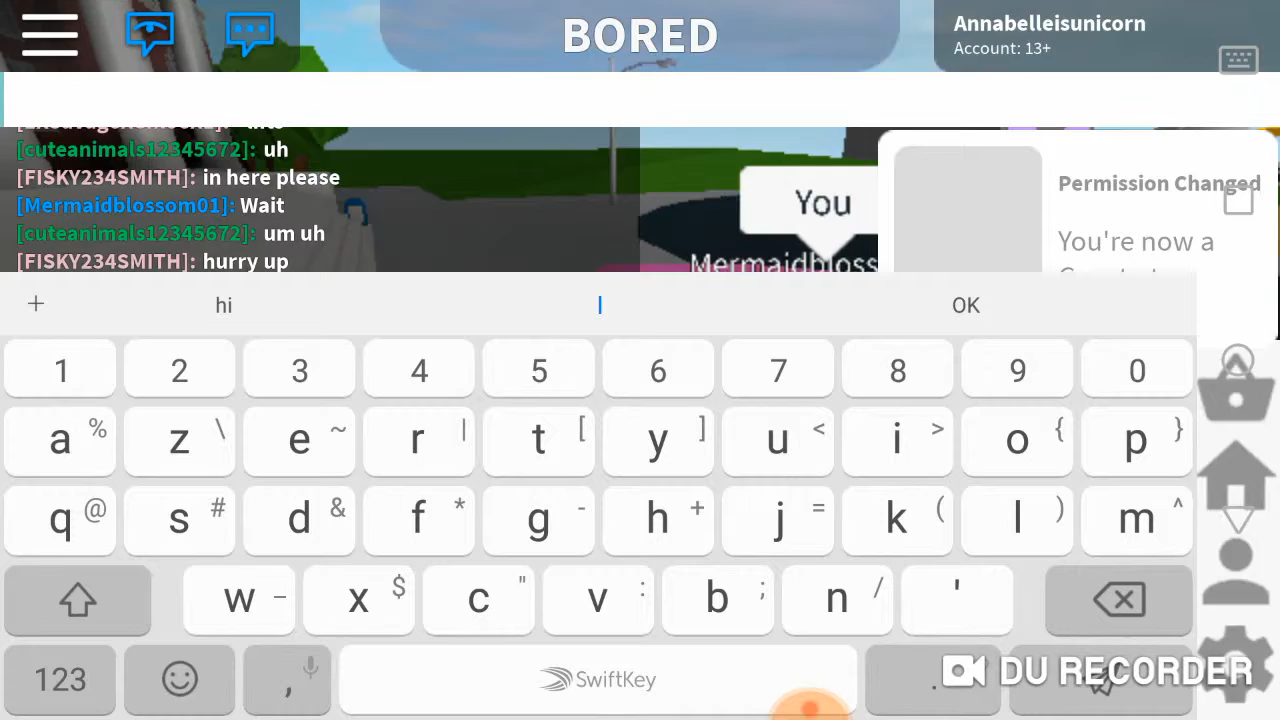 BORED
Annabelleisunicorn
Account: 13+
[cuteanimals12345672]: uh
[FISKY234SMITH]: in here please
[Mermaidblossom01]: Wait
[cuteanimals12345672]: um uh
[FISKY234SMITH]: hurry up
You
Mermaidbloss
Permission Changed
You're now a
+ hi I OK
1 2 3 4 5 6 7 8 9 0
a % z \ e ~ r | t [ y ] u < i > o { p }
q @ s # d & f * g - h + j = k ( l ) m ^
w _ x $ c " v : b ; n / '
123 , SwiftKey .
DU RECORDER